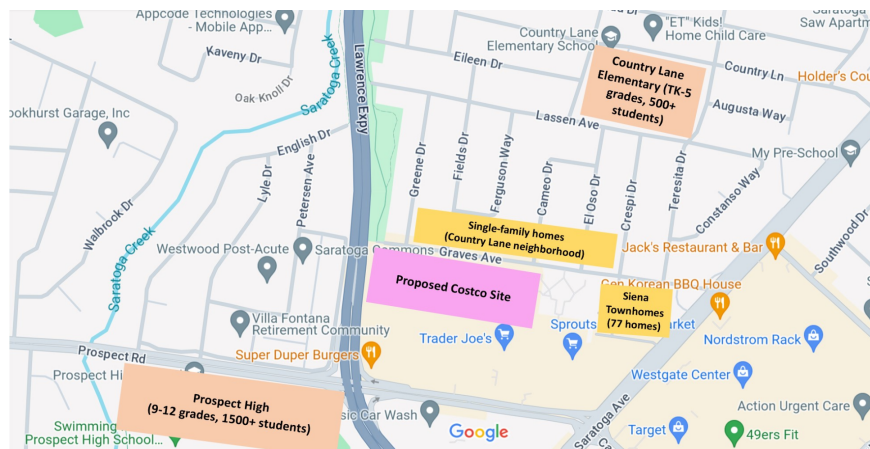 Appcode Technologies
- Mobile App...
Kaveny Dr
Oak Knoll Dr
Saratoga Creek
Lawrence Expy
Country Lane
Elementary School
"ET" Kids!
Home Child Care
Saratoga
Saw Apartm
Eileen Dr
Country Ln
Holder's Cou
Country Lane
Elementary (TK-5
grades, 500+
students)
Augusta Way
ookhurst Garage, Inc
English Dr
Lassen Ave
My Pre-School
Lyle Dr
Petersen Ave
Greene Dr
Fields Dr
Ferguson Way
Cameo Dr
El Oso Dr
Crespi Dr
Teresita Dr
Constanso Way
Walbrook Dr
Saratoga Creek
Southwood Dr
Single-family homes
(Country Lane neighborhood)
Westwood Post-Acute
Saratoga Commons
Graves Ave
Jack's Restaurant & Bar
Proposed Costco Site
Gen Korean BBQ House
Siena
Townhomes
(77 homes)
Villa Fontana
Retirement Community
Trader Joe's
Sprouts
Market
Nordstrom Rack
Prospect Rd
Super Duper Burgers
Westgate Center
Prospect Hi
Prospect High
(9-12 grades, 1500+ students)
sic Car Wash
Saratoga Ave
Action Urgent Care
Swimming
Prospect High School...
Google
Target
49ers Fit
Ca